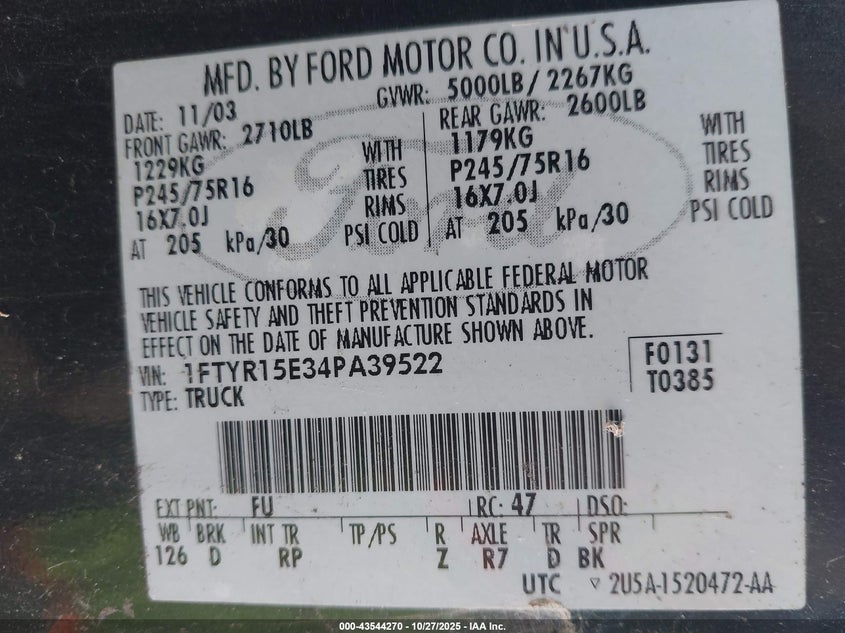 MFD. BY FORD MOTOR CO. IN U.S.A.
DATE: 11/03 GVWR: 5000LB / 2267KG
FRONT GAWR: 2710LB REAR GAWR: 2600LB
1229KG WITH 1179KG WITH
P245/75R16 TIRES P245/75R16 TIRES
16X7.0J RIMS 16X7.0J RIMS
AT 205 kPa/30 PSI COLD AT 205 kPa/30 PSI COLD
Ford
THIS VEHICLE CONFORMS TO ALL APPLICABLE FEDERAL MOTOR
VEHICLE SAFETY AND THEFT PREVENTION STANDARDS IN
EFFECT ON THE DATE OF MANUFACTURE SHOWN ABOVE.
VIN: 1FTYR15E34PA39522 F0131
TYPE: TRUCK T0385
EXT PNT: FU RC: 47 DSO:
WB BRK INT TR TP/PS R AXLE TR SPR
126 D RP Z R7 D BK
UTC ▽ 2U5A-1520472-AA
000-43544270 | 10/27/2025 | IAA Inc.